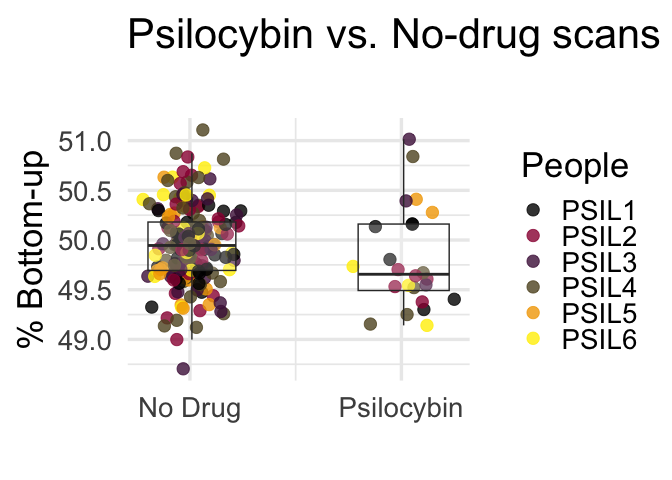 Psilocybin vs. No-drug scans
% Bottom-up
51.0
50.5
50.0
49.5
49.0
No Drug
Psilocybin
People
PSIL1
PSIL2
PSIL3
PSIL4
PSIL5
PSIL6